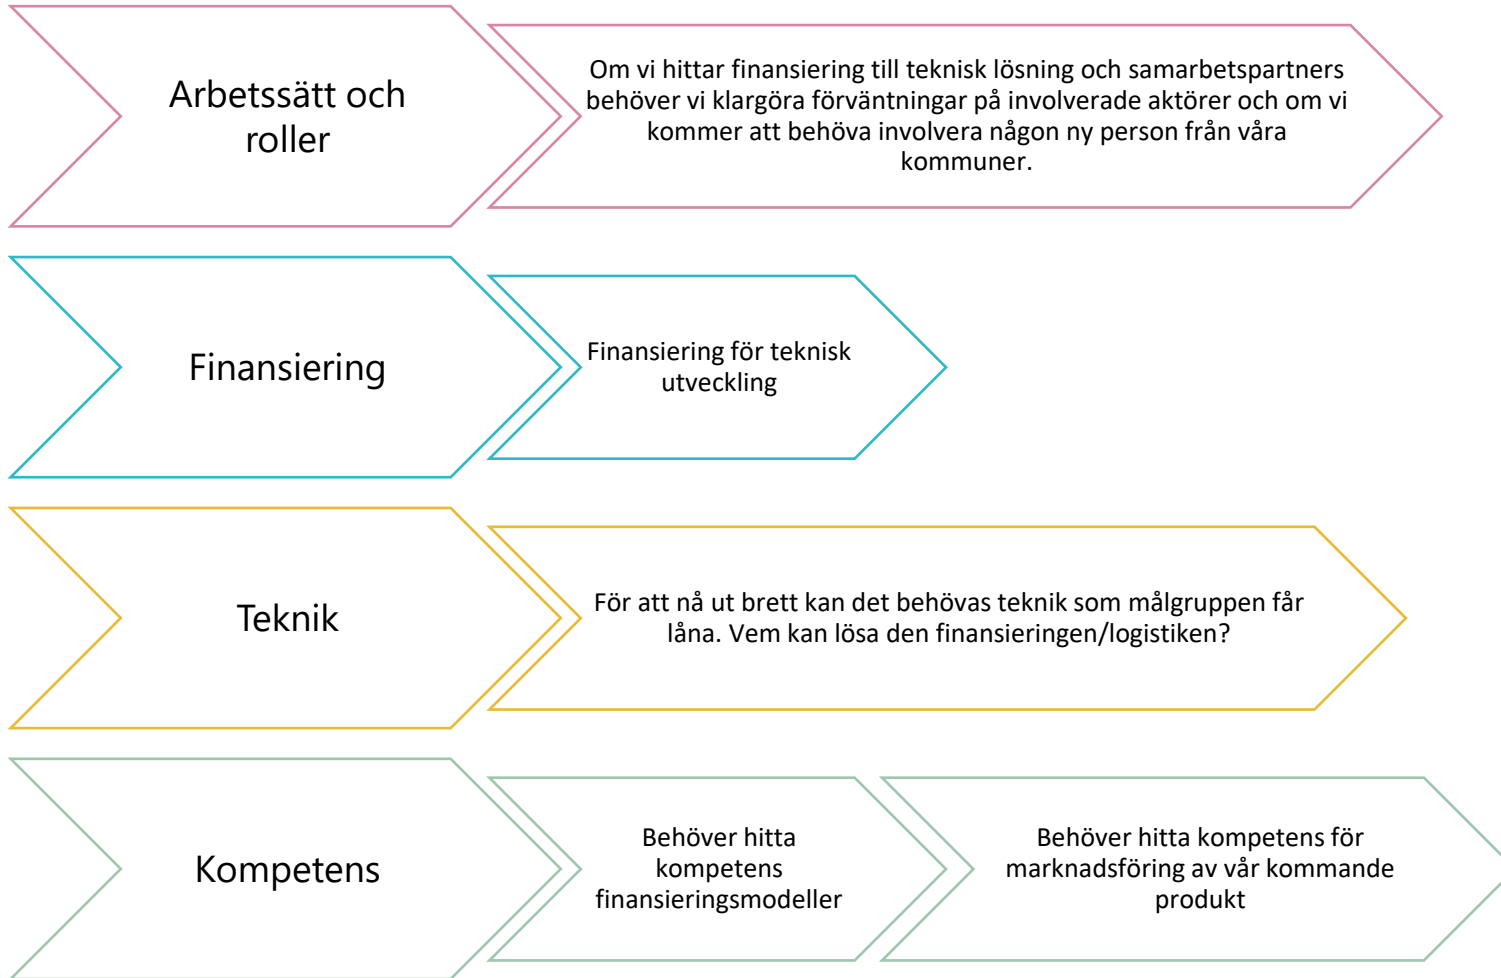 Arbetssätt och
roller
Om vi hittar finansiering till teknisk lösning och samarbetspartners
behöver vi klargöra förväntningar på involverade aktörer och om vi
kommer att behöva involvera någon ny person från våra
kommuner.
Finansiering
Finansiering för teknisk
utveckling
Teknik
För att nå ut brett kan det behövas teknik som målgruppen får
låna. Vem kan lösa den finansieringen/logistiken?
Kompetens
Behöver hitta
kompetens
finansieringsmodeller
Behöver hitta kompetens för
marknadsföring av vår kommande
produkt